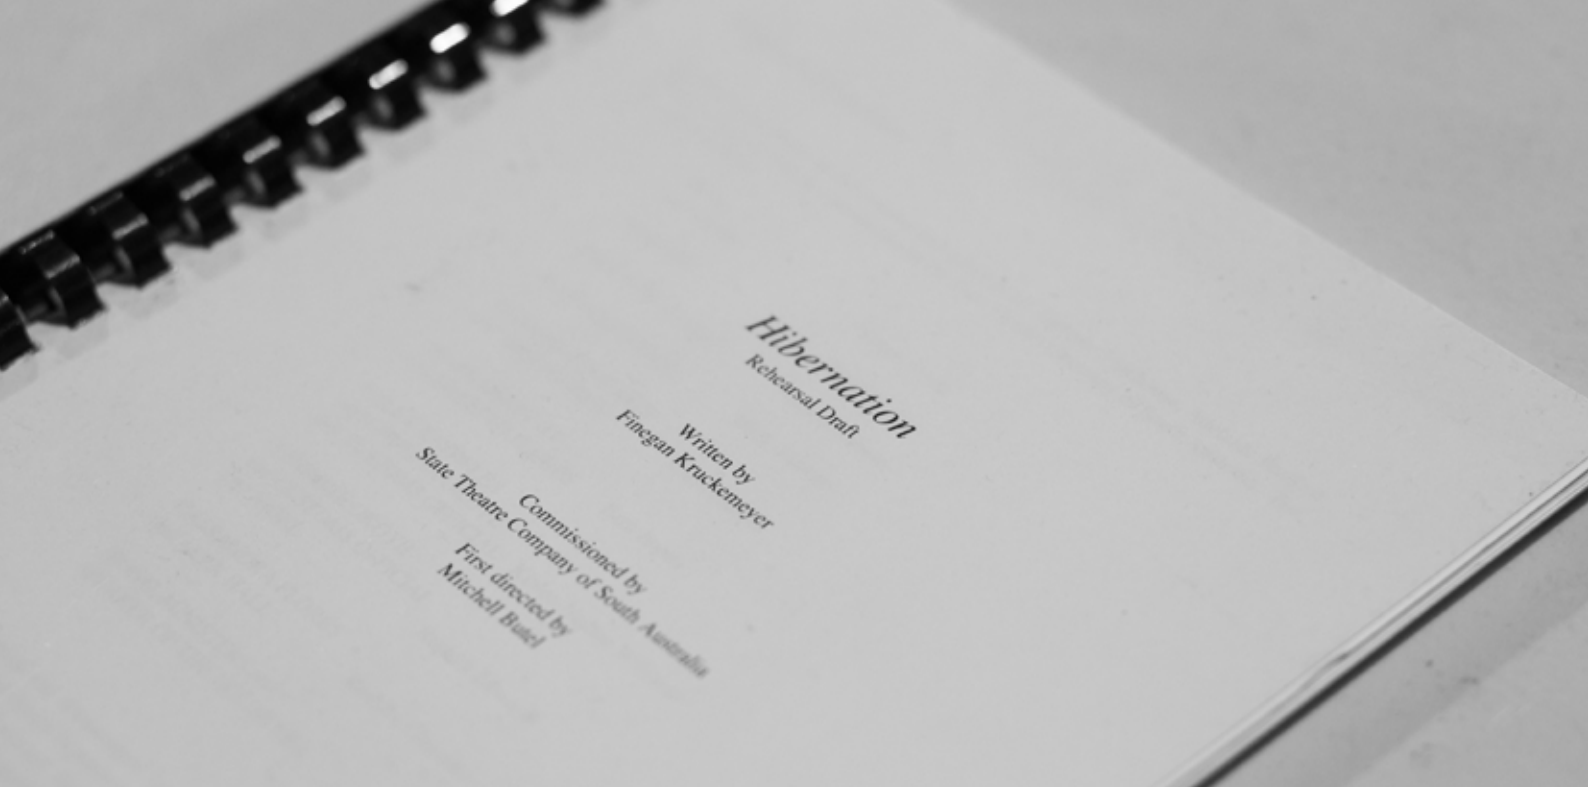 Hibernation
Rehearsal Draft
Written by
Finegan Kruckemeyer
Commissioned by
State Theatre Company of South Australia
First directed by
Mitchell Butel